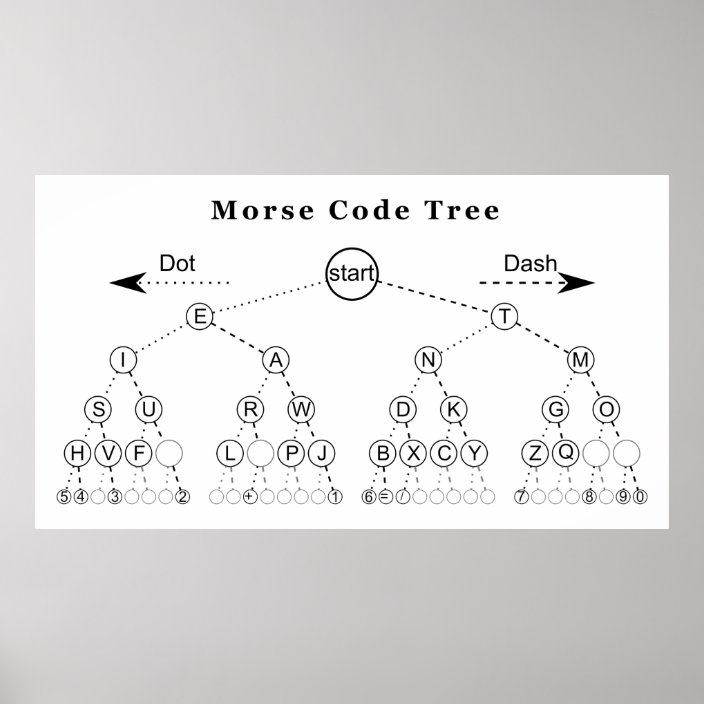 Morse Code Tree
Dot start Dash
E T
I A N M
S U R W D K G O
H V F L P J B X C Y Z Q
5 4 3 2 + 1 6 = / 7 8 9 0